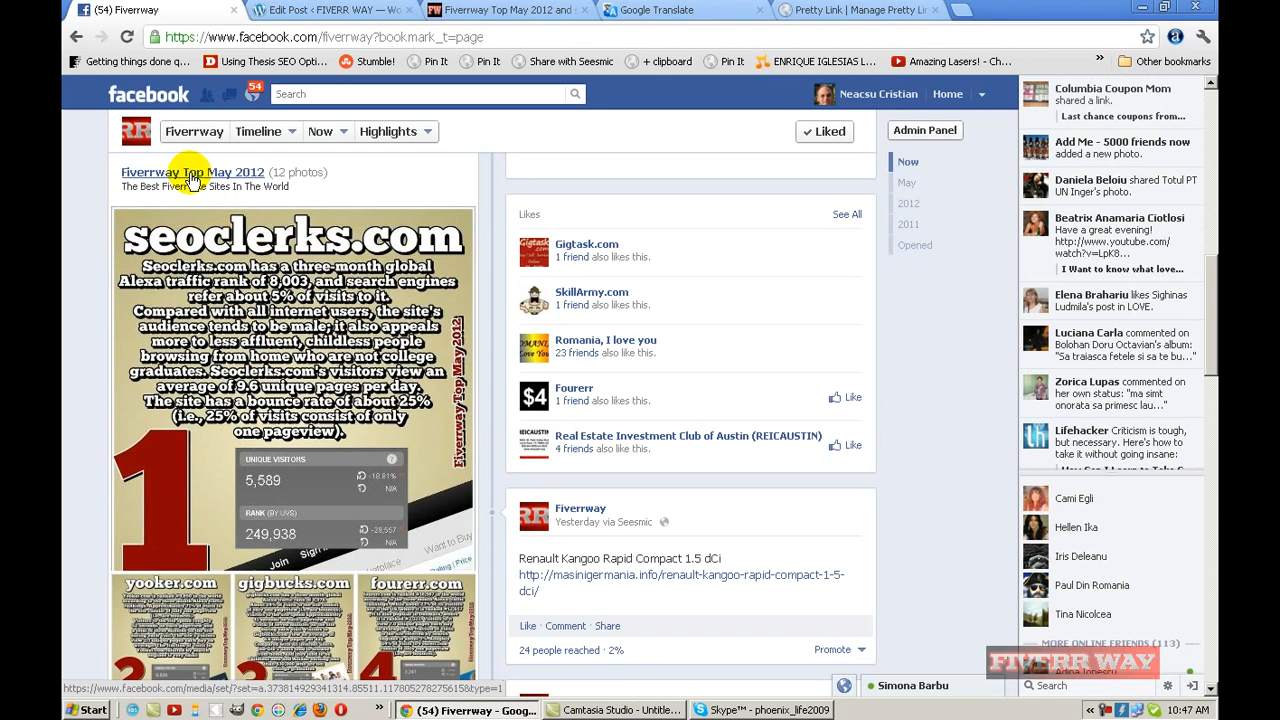 (54) Fiverrway
Edit Post ‹ FIVERR WAY — Wo
Fiverrway Top May 2012 and
Google Translate
Pretty Link | Manage Pretty Li
https://www.facebook.com/fiverrway?bookmark_t=page
Getting things done q...
Using Thesis SEO Opti...
Stumble!
Pin It
Pin It
Share with Seesmic
+ clipboard
Pin It
ENRIQUE IGLESIAS L...
Amazing Lasers! - Ch...
Other bookmarks
facebook
54
Search
Neacsu Cristian
Home
Fiverrway
Timeline
Now
Highlights
Liked
Admin Panel
Now
May
2012
2011
Opened
Fiverrway Top May 2012 (12 photos)
The Best Fiverr Sites In The World
seoclerks.com
Seoclerks.com has a three-month global
Alexa traffic rank of 8,003, and search engines
refer about 5% of visits to it.
Compared with all internet users, the site's
audience tends to be male; it also appeals
more to less affluent, childless people
browsing from home who are not college
graduates. Seoclerks.com's visitors view an
average of 9.6 unique pages per day.
The site has a bounce rate of about 25%
(i.e., 25% of visits consist of only
one pageview).
Fiverrway Top May 2012
1
UNIQUE VISITORS
?
5,589
-19.81%
N/A
RANK (BY UVS)
249,938
-28,557
N/A
Join
Want to Buy
yooker.com
gigbucks.com
fourerr.com
2
3
4
Likes
See All
Gigtask.com
1 friend also likes this.
SkillArmy.com
1 friend also likes this.
Romania, I love you
23 friends also like this.
$4
Fourerr
1 friend also likes this.
Like
Real Estate Investment Club of Austin (REICAUSTIN)
4 friends also like this.
Like
RR
Fiverrway
Yesterday via Seesmic
Renault Kangoo Rapid Compact 1.5 dCi
http://masinigermania.info/renault-kangoo-rapid-compact-1-5-
dci/
Like · Comment · Share
24 people reached · 2%
Promote
Columbia Coupon Mom
shared a link.
Last chance coupons from...
Add Me - 5000 friends now
added a new photo.
Daniela Beloiu shared Totul PT
UN Inger's photo.
Beatrix Anamaria Ciotlosi
Have a great evening!
http://www.youtube.com/
watch?v=LpK8...
I Want to know what love...
Elena Brahariu likes Sighinas
Ludmila's post in LOVE.
Luciana Carla commented on
Bolohan Doru Octavian's album:
"Sa traiasca fetele si sa te bu..."
Zorica Lupas commented on
her own status: "ma simt
onorata sa primesc lau..."
Lifehacker Criticism is tough,
but necessary. Here's how to
take it without becoming a...
Cami Egli
Hellen Ika
Iris Deleanu
Paul Din Romania
Tina Nicolcea
MORE ONLINE FRIENDS (113)
FIVERR WAY
Search
https://www.facebook.com/media/set/?set=a.373814929341314.85511.117805278275615&type=1
Simona Barbu
Start
(54) Fiverrway - Goog...
Camtasia Studio - Untitle...
Skype™ - phoenix_life2009
10:47 AM